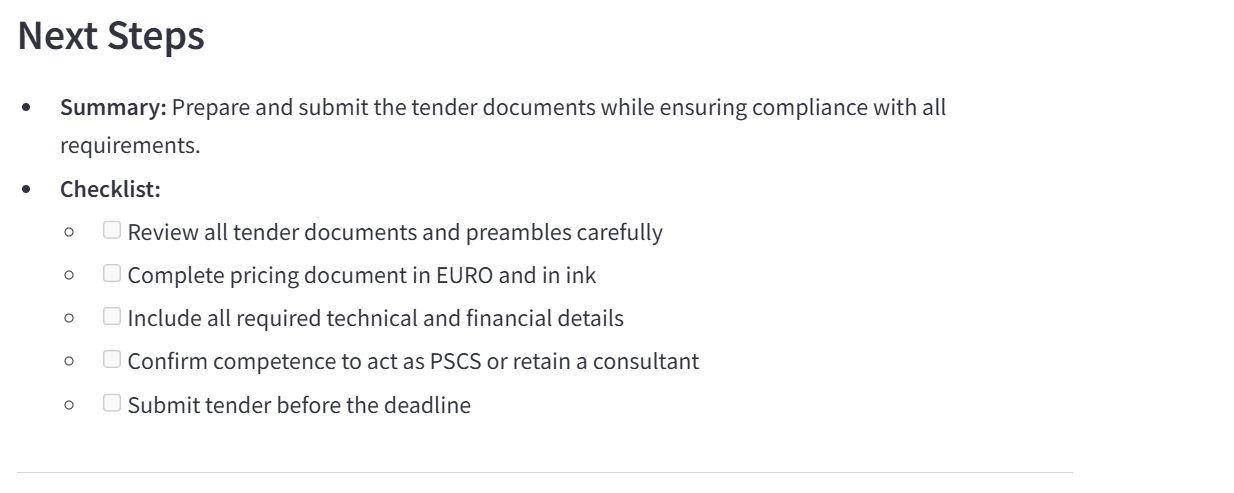 Next Steps
Summary: Prepare and submit the tender documents while ensuring compliance with all
requirements.
Checklist:
Review all tender documents and preambles carefully
Complete pricing document in EURO and in ink
Include all required technical and financial details
Confirm competence to act as PSCS or retain a consultant
Submit tender before the deadline